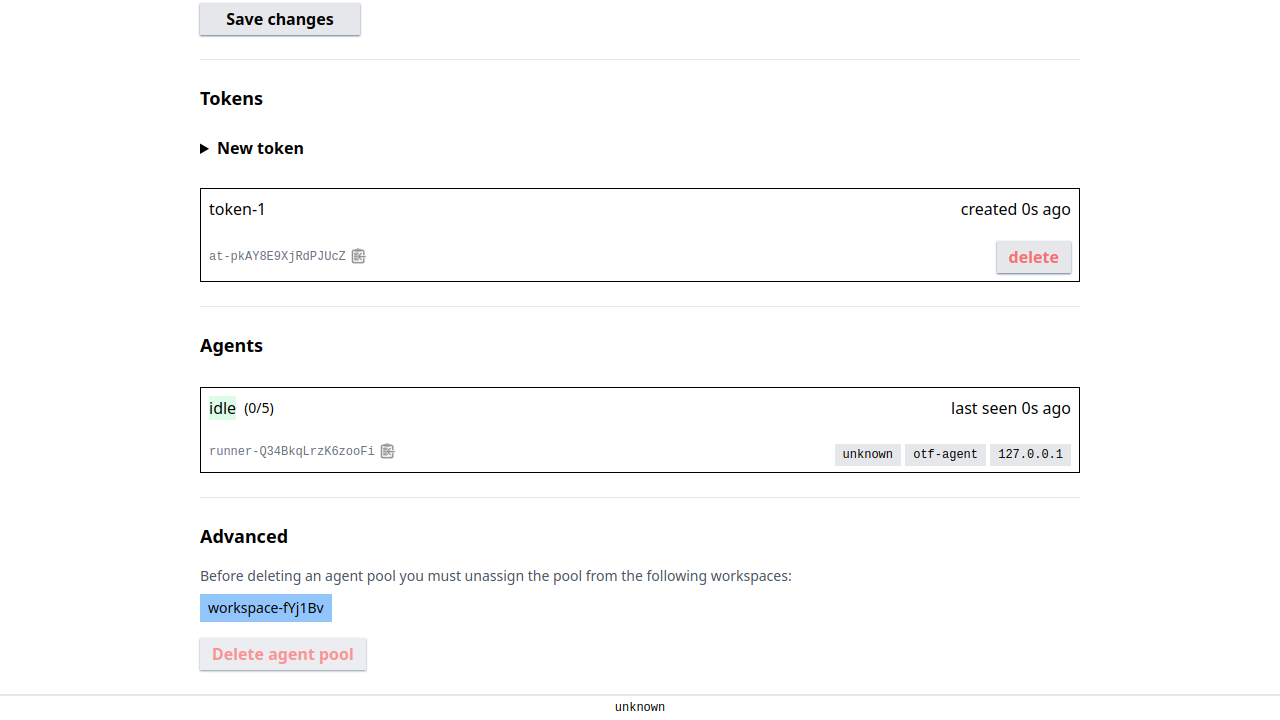 Save changes
Tokens
New token
token-1
created 0s ago
at-pkAY8E9XjRdPJUcZ
delete
Agents
idle (0/5)
last seen 0s ago
runner-Q34BkqLrzK6zooFi
unknown otf-agent 127.0.0.1
Advanced
Before deleting an agent pool you must unassign the pool from the following workspaces:
workspace-fYj1Bv
Delete agent pool
unknown